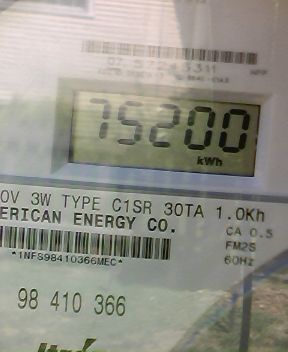 75200
kWh
0V 3W TYPE C1SR 30TA 1.0Kh
ERICAN ENERGY CO.
CA 0.5
FM2S
60Hz
*1NFS98410366MEC*
98 410 366